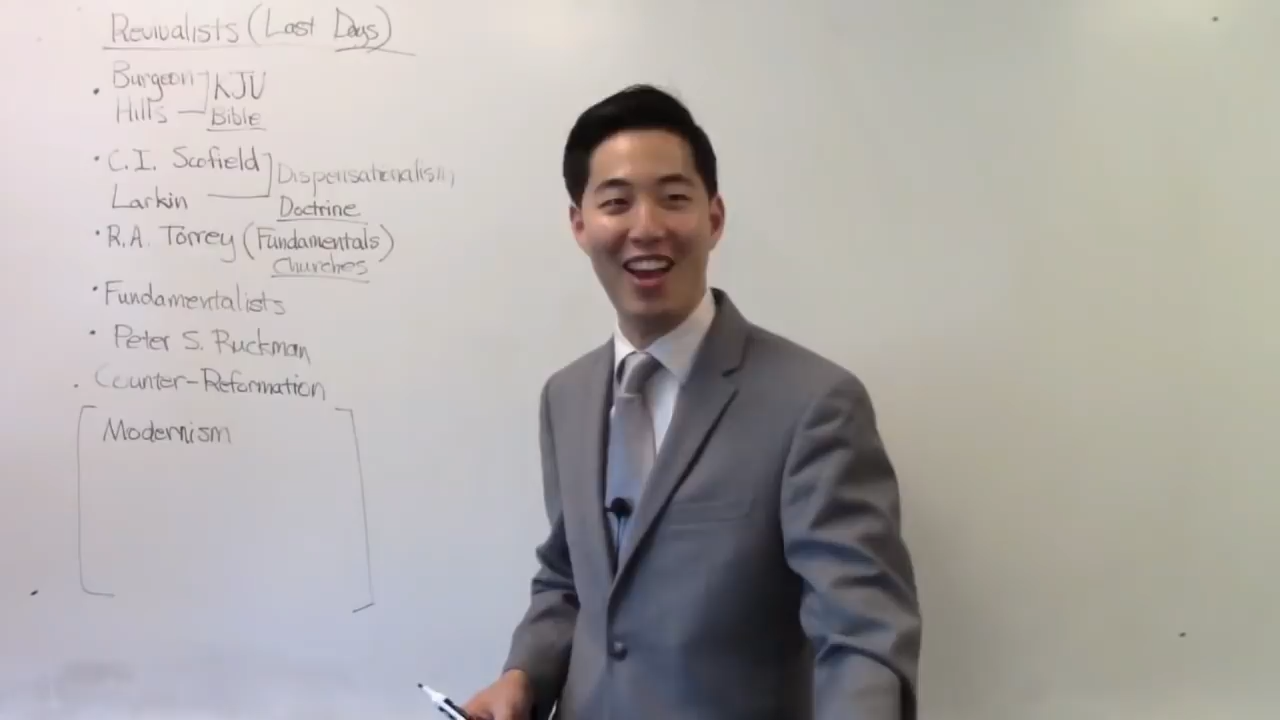 Revivalists (Last Days)
• Burgeon KJV
Hills Bible
• C.I. Scofield Dispensationalism,
Larkin Doctrine
• R.A. Torrey (Fundamentals)
Churches
• Fundamentalists
• Peter S. Ruckman
• Counter-Reformation
Modernism